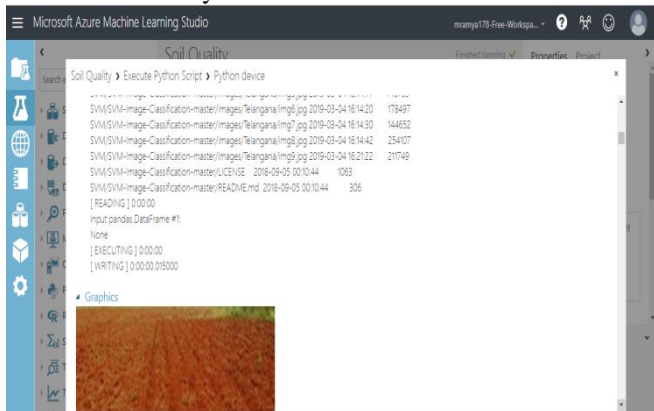 Microsoft Azure Machine Learning Studio
mramya178-Free-Workspa...
Soil Quality
Finished running
Properties Project
Search e
Soil Quality > Execute Python Script > Python device
x
SVM/SVM-Image-Classification-master/images/Telangana/img6.jpg 2019-03-04 16:14:20 178497
SVM/SVM-Image-Classification-master/images/Telangana/img7.jpg 2019-03-04 16:14:30 144652
SVM/SVM-Image-Classification-master/images/Telangana/img8.jpg 2019-03-04 16:14:42 254107
SVM/SVM-Image-Classification-master/images/Telangana/img9.jpg 2019-03-04 16:21:22 211749
SVM/SVM-Image-Classification-master/LICENSE 2018-09-05 00:10:44 1063
SVM/SVM-Image-Classification-master/README.md 2018-09-05 00:10:44 306
[ READING ] 0:00:00
Input pandas.DataFrame #1:
None
[ EXECUTING ] 0:00:00
[ WRITING ] 0:00:00.015000
Graphics